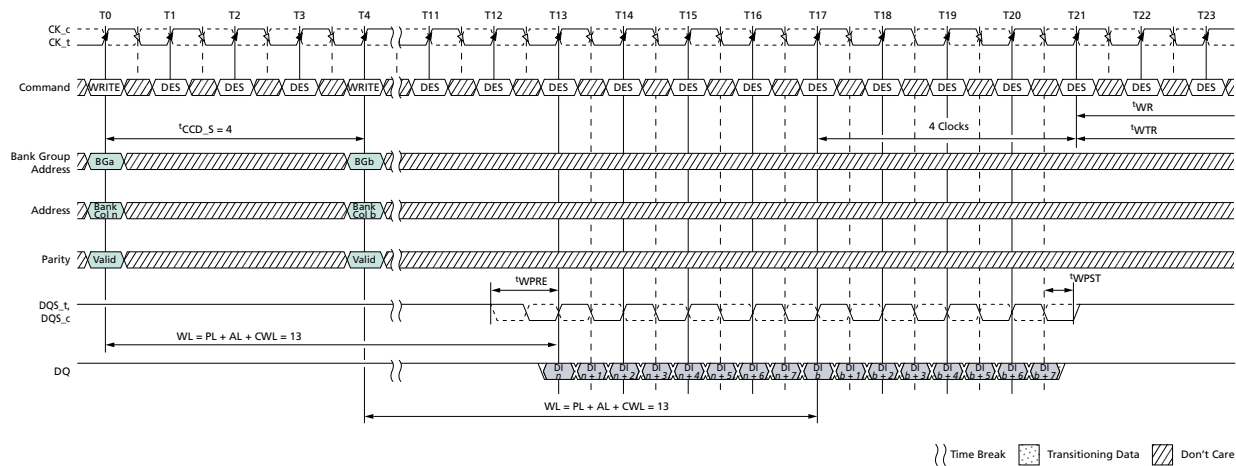 T0 T1 T2 T3 T4 T11 T12 T13 T14 T15 T16 T17 T18 T19 T20 T21 T22 T23
CK_c
CK_t
Command WRITE DES DES DES WRITE DES DES DES DES DES DES DES DES DES DES DES DES DES
tWR
tCCD_S = 4 4 Clocks tWTR
Bank Group
Address BGa BGb
Address Bank
Col n Bank
Col b
Parity Valid Valid
tWPRE tWPST
DQS_t,
DQS_c
WL = PL + AL + CWL = 13
DQ DI
n DI
n + 1 DI
n + 2 DI
n + 3 DI
n + 4 DI
n + 5 DI
n + 6 DI
n + 7 DI
b DI
b + 1 DI
b + 2 DI
b + 3 DI
b + 4 DI
b + 5 DI
b + 6 DI
b + 7
WL = PL + AL + CWL = 13
Time Break Transitioning Data Don't Care